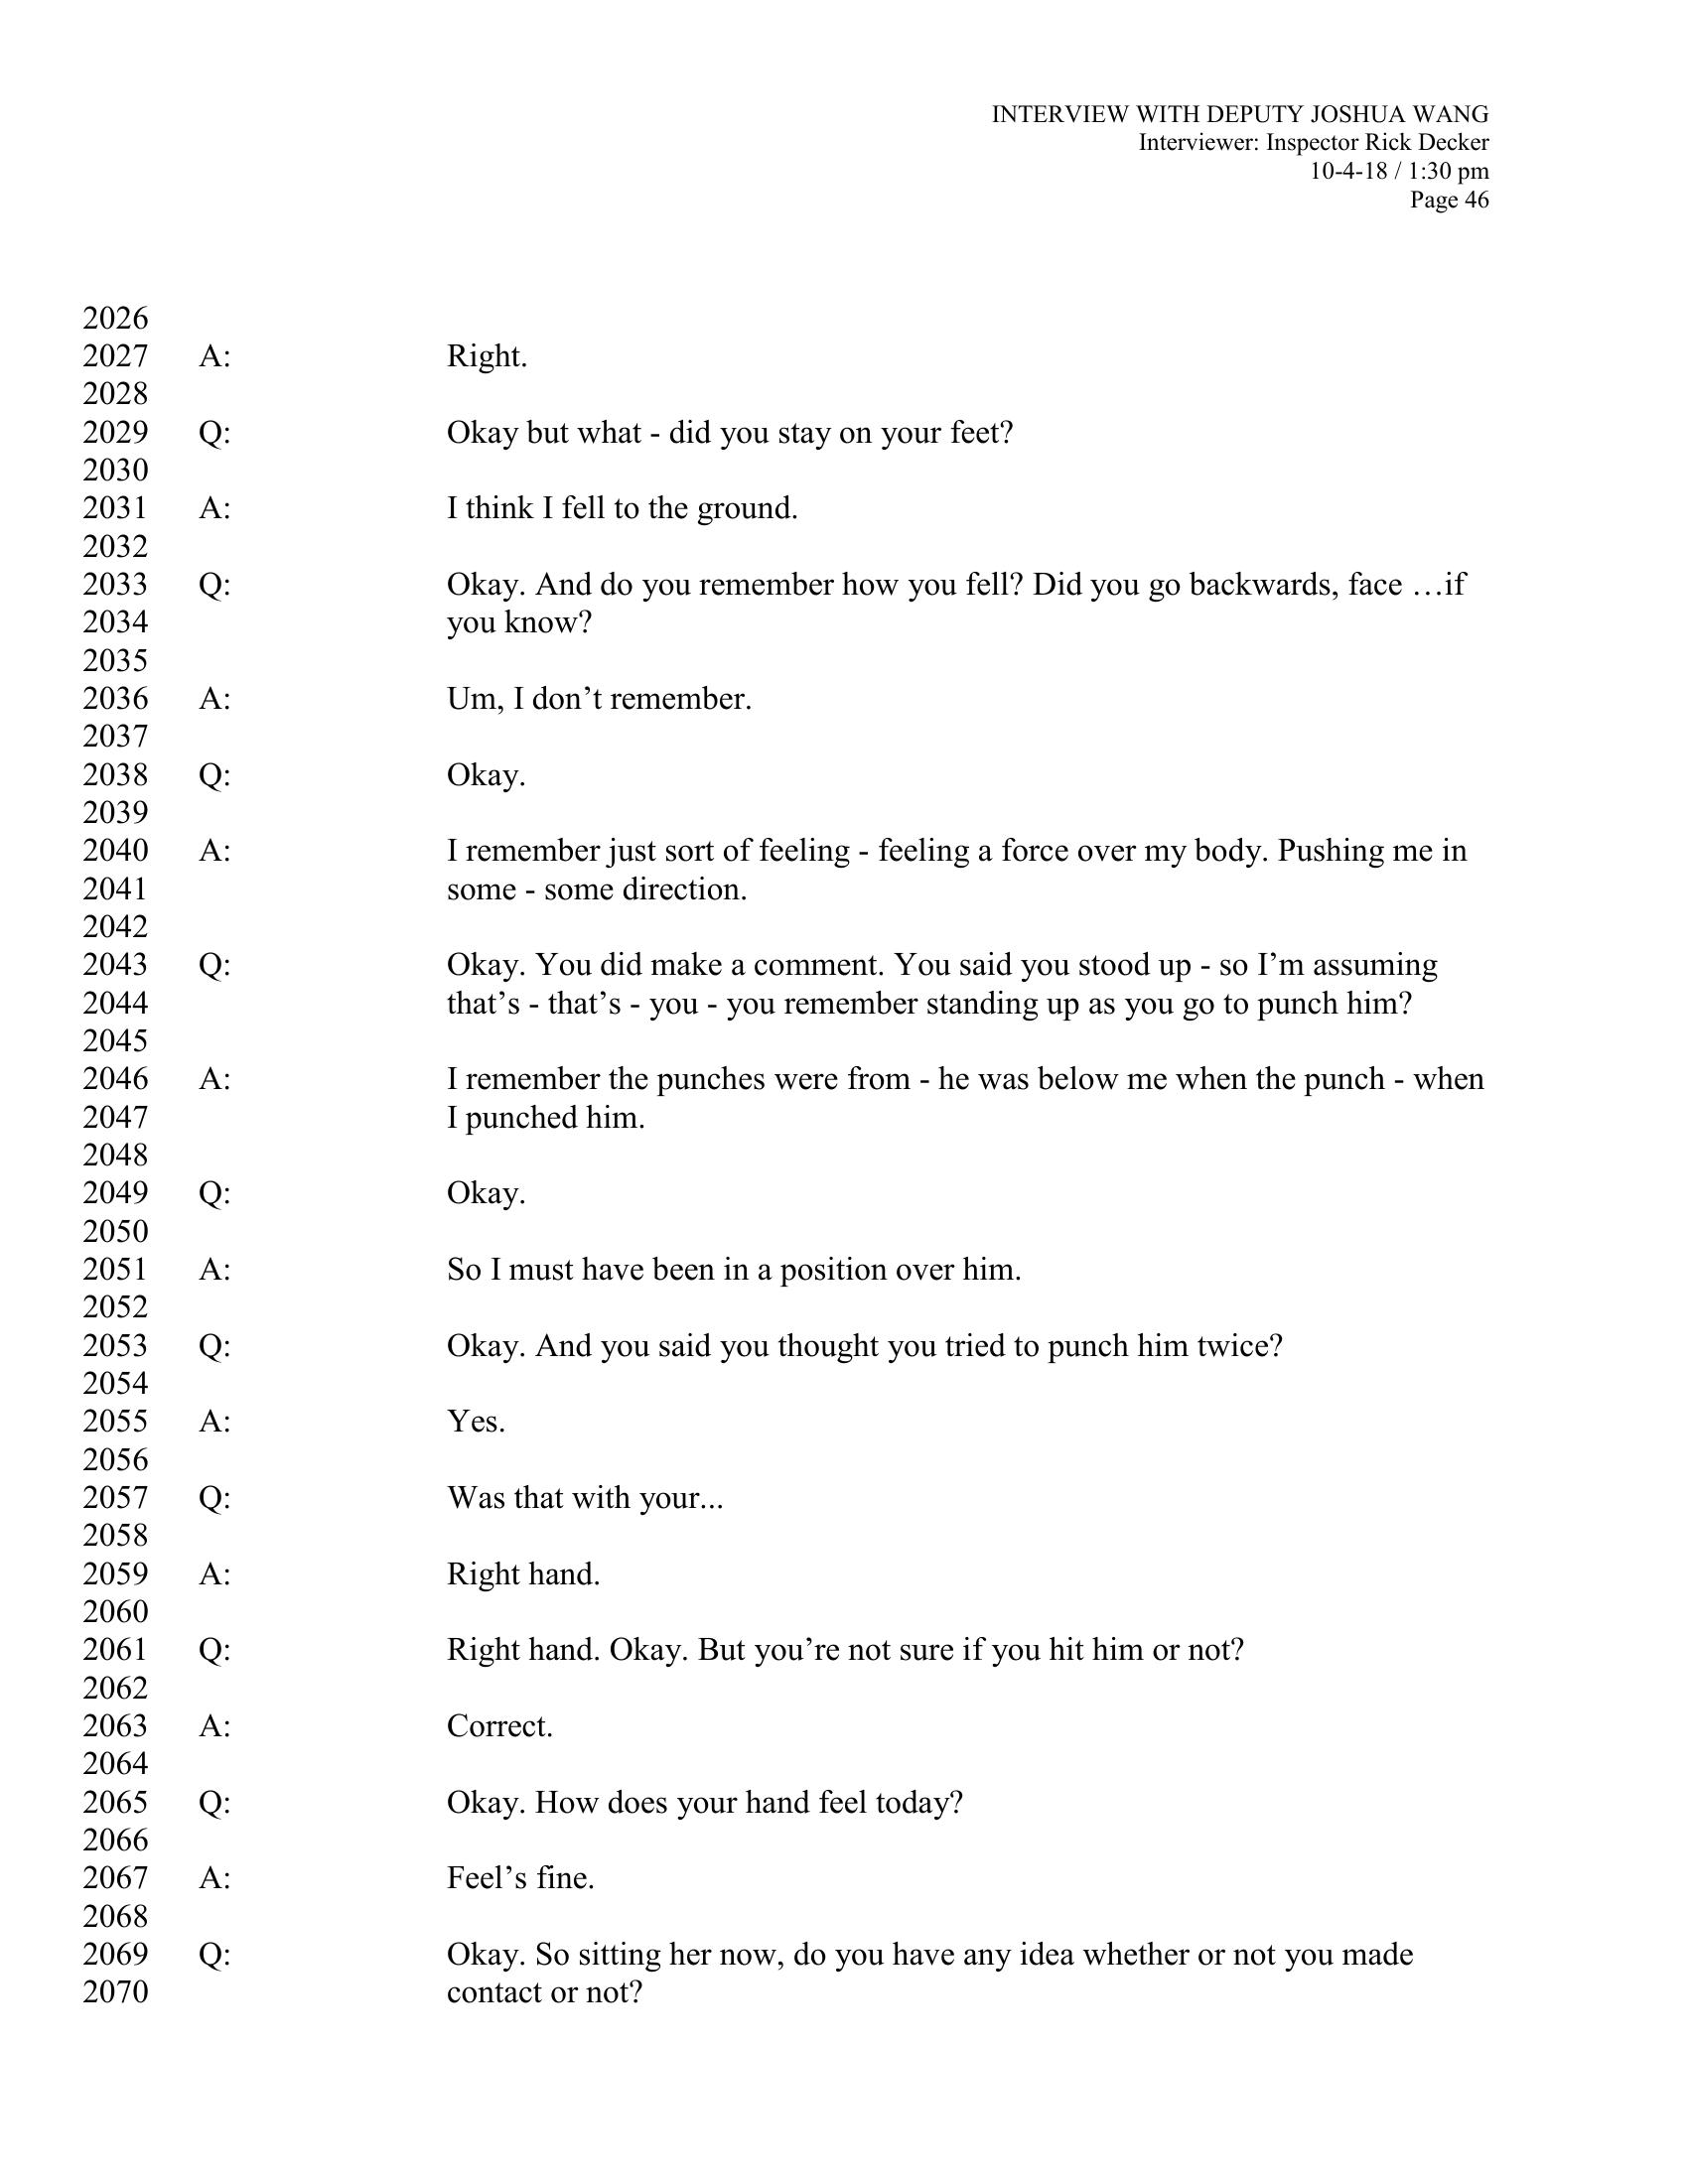 INTERVIEW WITH DEPUTY JOSHUA WANG
Interviewer: Inspector Rick Decker
10-4-18 / 1:30 pm
Page 46
2026
2027 A: Right.
2028
2029 Q: Okay but what - did you stay on your feet?
2030
2031 A: I think I fell to the ground.
2032
2033 Q: Okay. And do you remember how you fell? Did you go backwards, face …if
2034 you know?
2035
2036 A: Um, I don’t remember.
2037
2038 Q: Okay.
2039
2040 A: I remember just sort of feeling - feeling a force over my body. Pushing me in
2041 some - some direction.
2042
2043 Q: Okay. You did make a comment. You said you stood up - so I’m assuming
2044 that’s - that’s - you - you remember standing up as you go to punch him?
2045
2046 A: I remember the punches were from - he was below me when the punch - when
2047 I punched him.
2048
2049 Q: Okay.
2050
2051 A: So I must have been in a position over him.
2052
2053 Q: Okay. And you said you thought you tried to punch him twice?
2054
2055 A: Yes.
2056
2057 Q: Was that with your...
2058
2059 A: Right hand.
2060
2061 Q: Right hand. Okay. But you’re not sure if you hit him or not?
2062
2063 A: Correct.
2064
2065 Q: Okay. How does your hand feel today?
2066
2067 A: Feel’s fine.
2068
2069 Q: Okay. So sitting her now, do you have any idea whether or not you made
2070 contact or not?